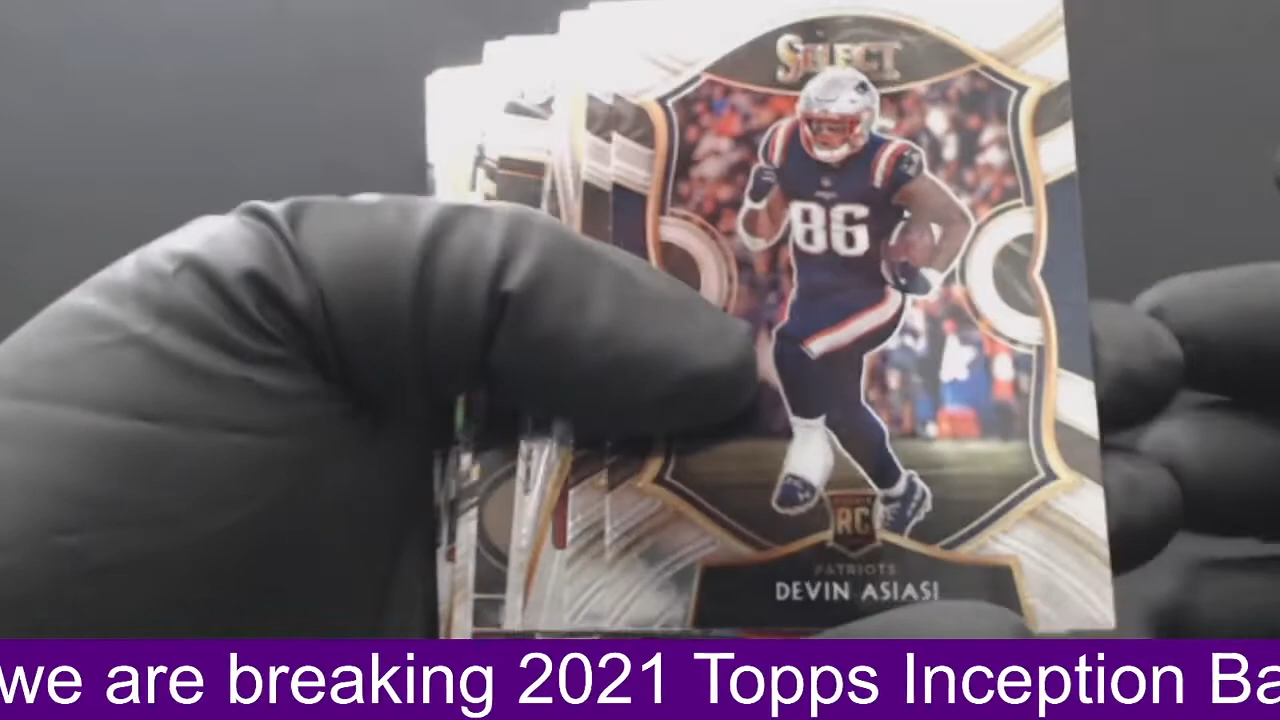 SELECT
86
RC
PATRIOTS
DEVIN ASIASI
we are breaking 2021 Topps Inception Ba